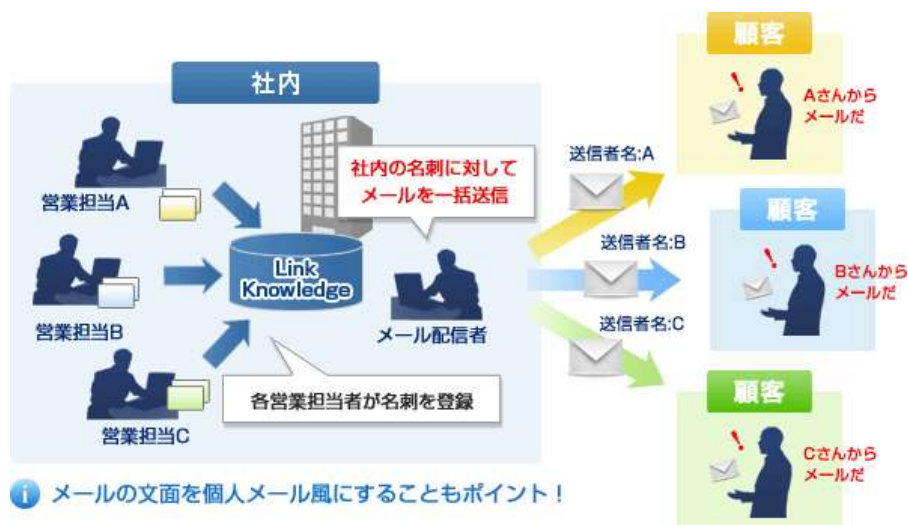 社内
営業担当A
営業担当B
営業担当C
Link
Knowledge
社内の名刺に対して
メールを一括送信
メール配信者
各営業担当者が名刺を登録
送信者名:A
送信者名:B
送信者名:C
顧客
Aさんから
メールだ
顧客
Bさんから
メールだ
顧客
Cさんから
メールだ
i メールの文面を個人メール風にすることもポイント!